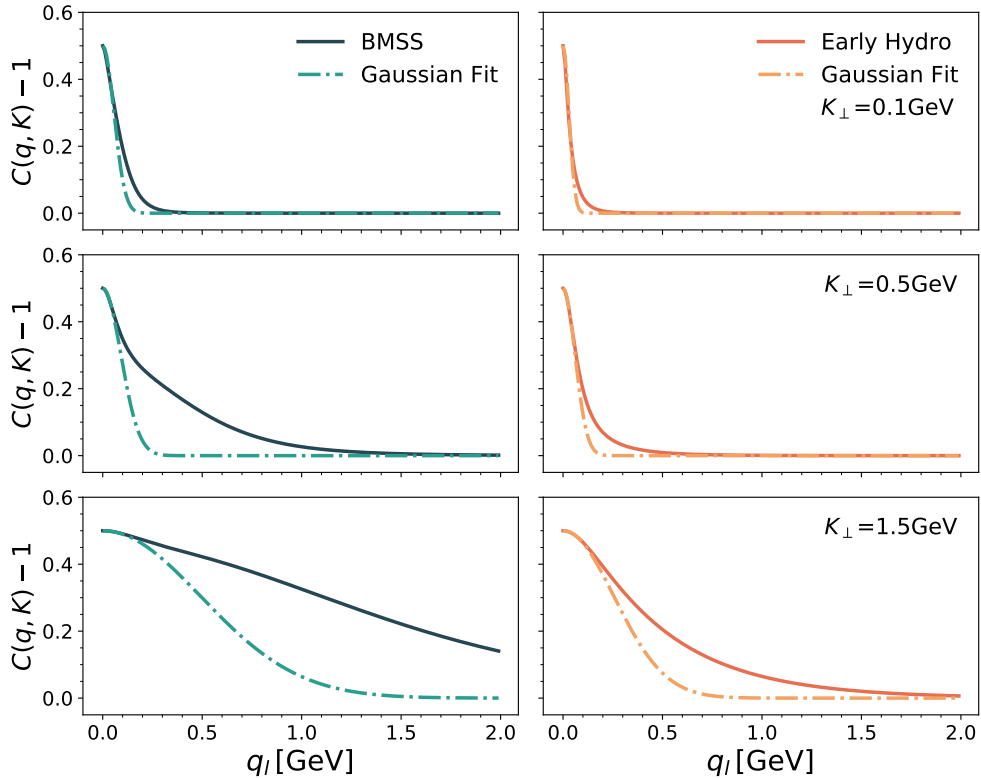 0.6
0.4
0.2
0.0
C(q, K) − 1
BMSS
Gaussian Fit
Early Hydro
Gaussian Fit
K⊥=0.1GeV
0.6
0.4
0.2
0.0
C(q, K) − 1
K⊥=0.5GeV
0.6
0.4
0.2
0.0
C(q, K) − 1
K⊥=1.5GeV
0.0 0.5 1.0 1.5 2.0
q_l [GeV]
0.0 0.5 1.0 1.5 2.0
q_l [GeV]